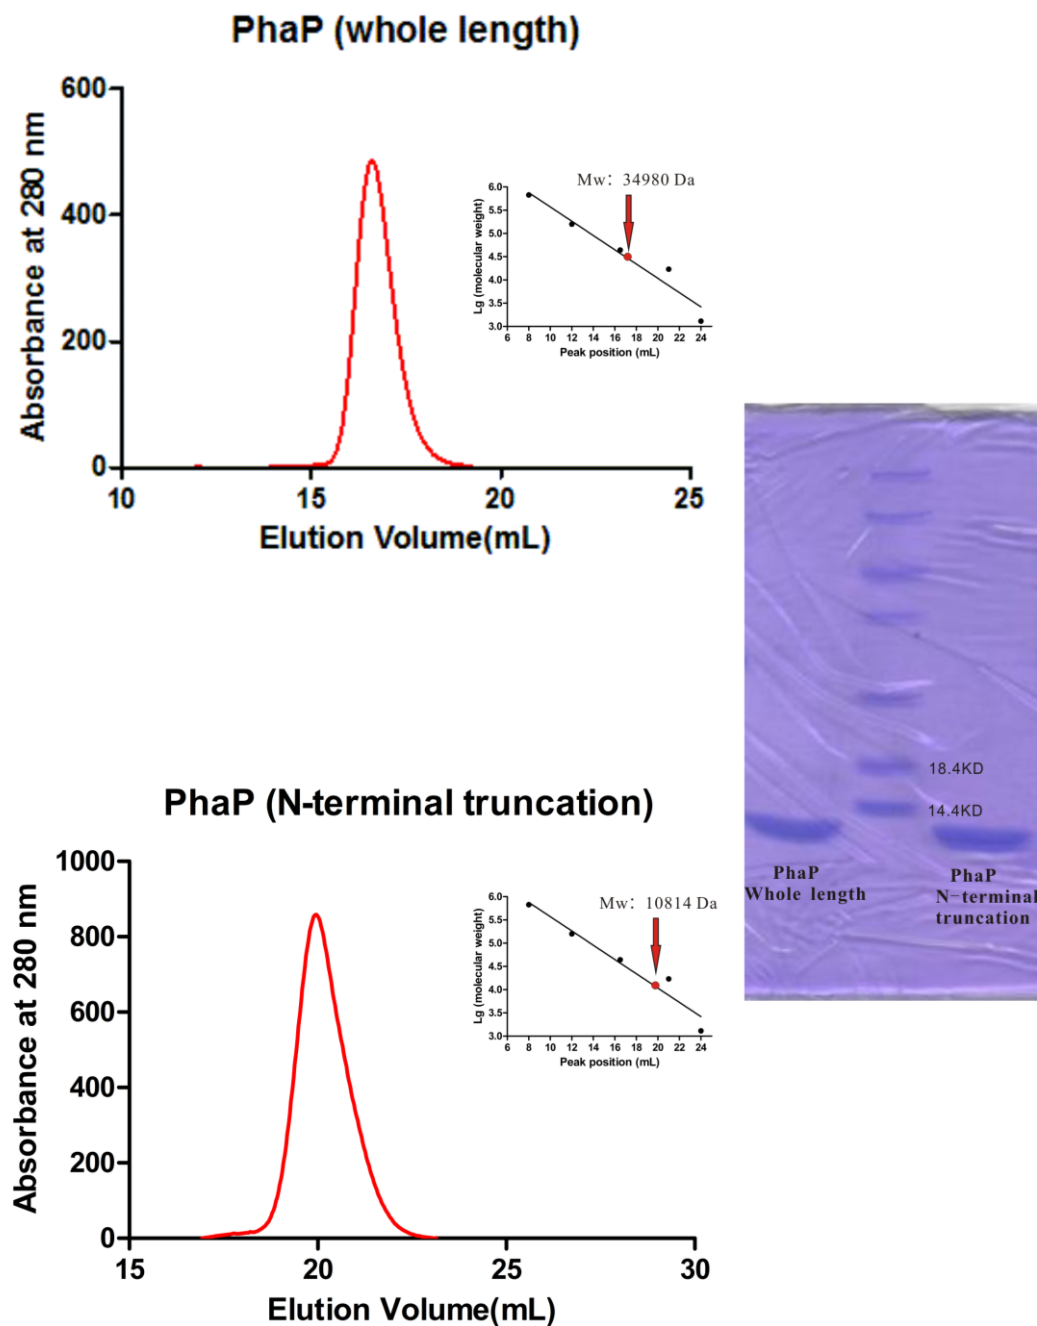 PhaP (whole length)
Absorbance at 280 nm
600
400
200
0
10
15
20
25
Elution Volume(mL)
Mw: 34980 Da
Lg (molecular weight)
6.0
5.5
5.0
4.5
4.0
3.5
3.0
6
8
10
12
14
16
18
20
22
24
Peak position (mL)
18.4KD
14.4KD
PhaP
Whole length
PhaP
N-terminal
truncation
PhaP (N-terminal truncation)
Absorbance at 280 nm
1000
800
600
400
200
0
15
20
25
30
Elution Volume(mL)
Mw: 10814 Da
Lg (molecular weight)
6.0
5.5
5.0
4.5
4.0
3.5
3.0
6
8
10
12
14
16
18
20
22
24
Peak position (mL)